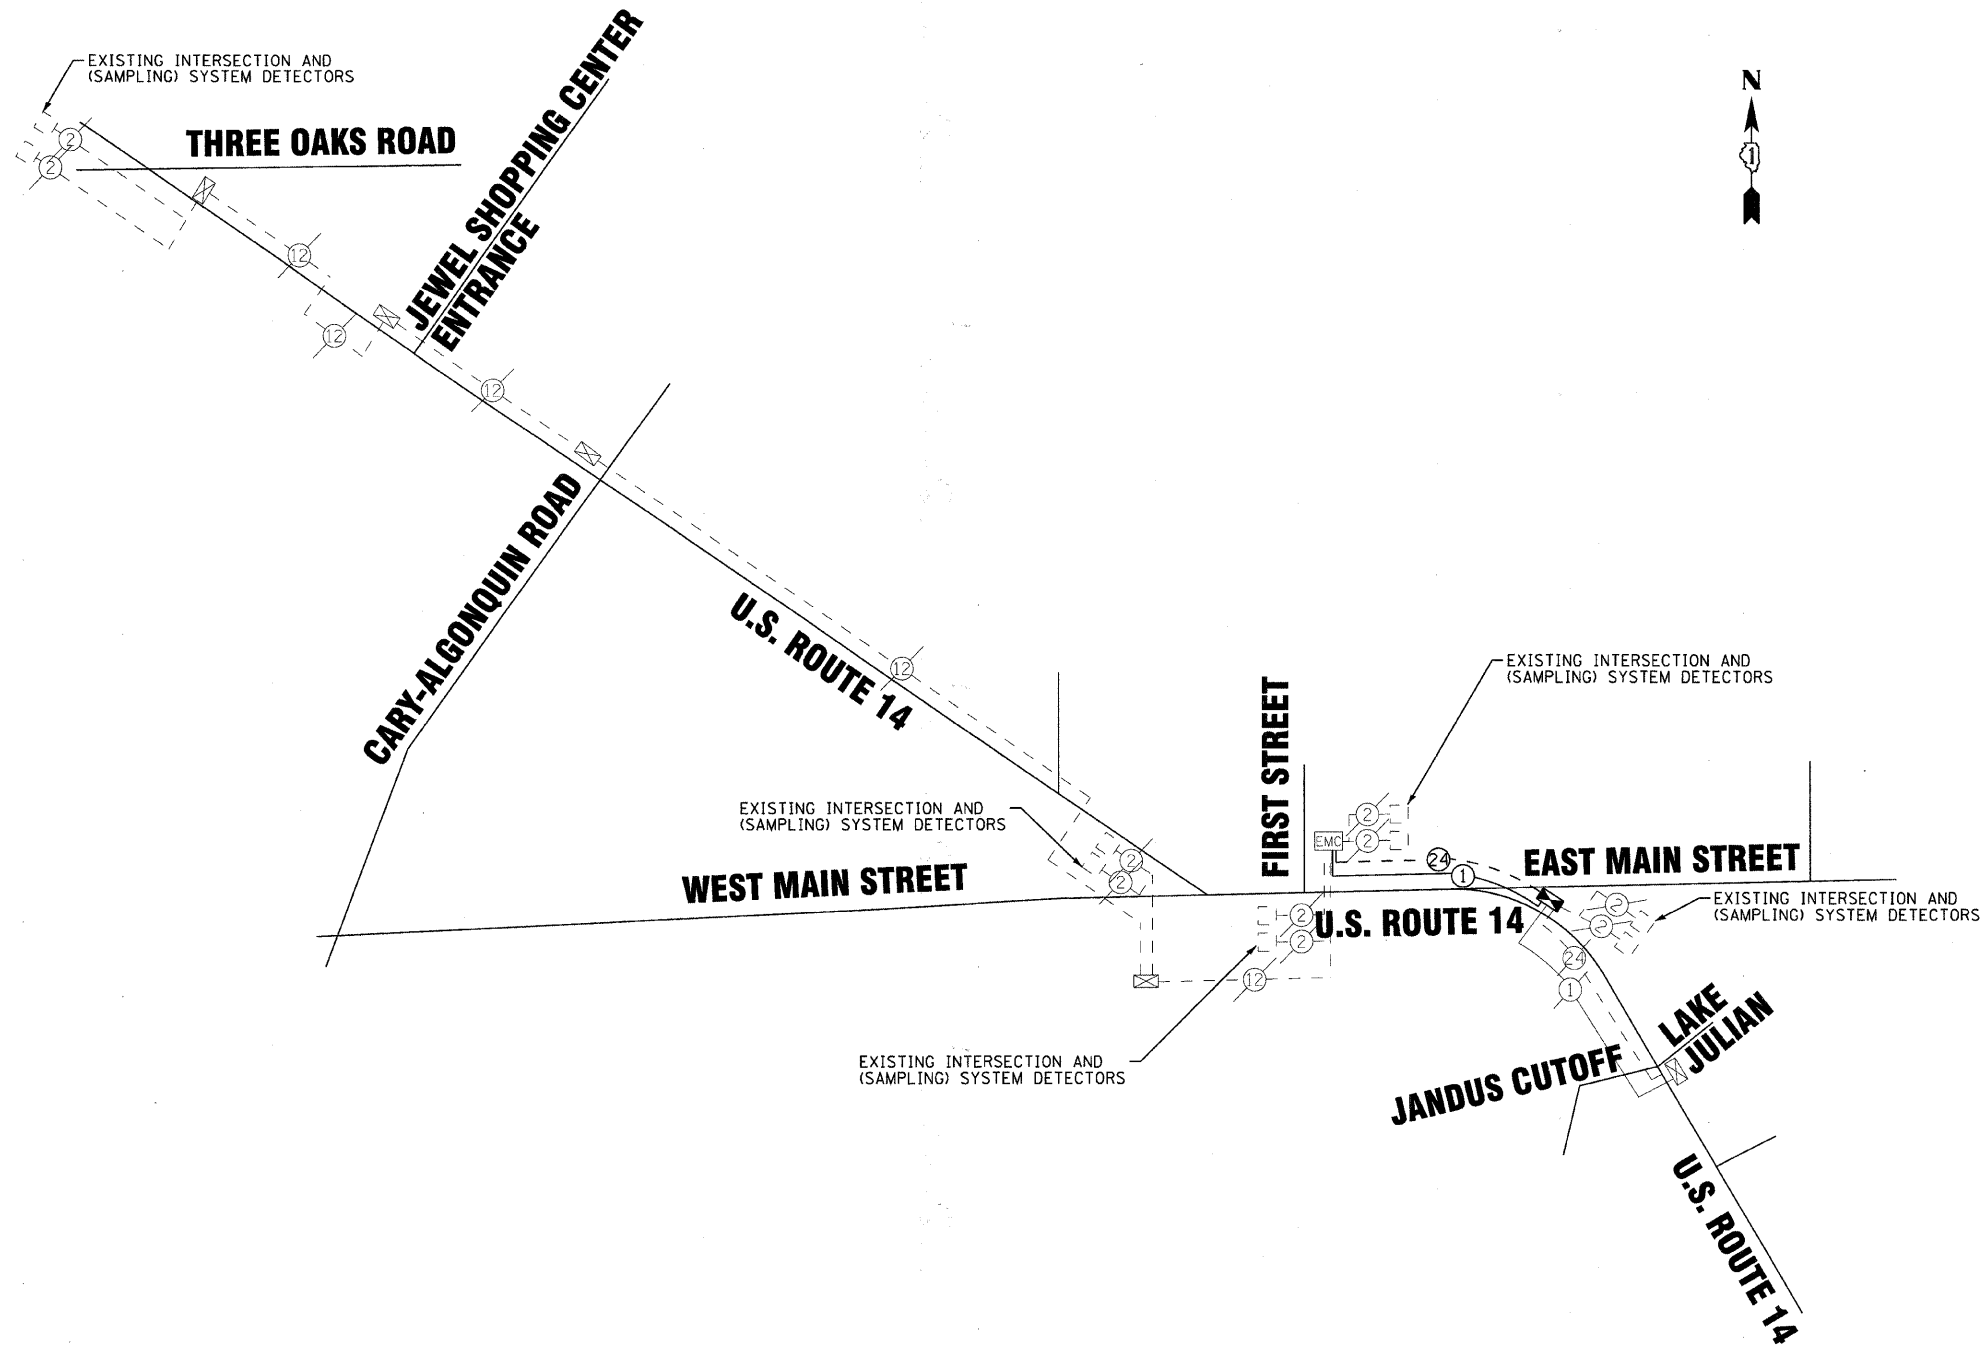 EXISTING INTERSECTION AND
(SAMPLING) SYSTEM DETECTORS
THREE OAKS ROAD
2
2
JEWEL SHOPPING CENTER
ENTRANCE
N
1
12
12
12
CARY-ALGONQUIN ROAD
U.S. ROUTE 14
12
EXISTING INTERSECTION AND
(SAMPLING) SYSTEM DETECTORS
FIRST STREET
EXISTING INTERSECTION AND
(SAMPLING) SYSTEM DETECTORS
2
2
EMC
2
2
24
1
EAST MAIN STREET
WEST MAIN STREET
EXISTING INTERSECTION AND
(SAMPLING) SYSTEM DETECTORS
2
2
2
2
U.S. ROUTE 14
24
1
12
EXISTING INTERSECTION AND
(SAMPLING) SYSTEM DETECTORS
LAKE
JULIAN
JANDUS CUTOFF
U.S. ROUTE 14